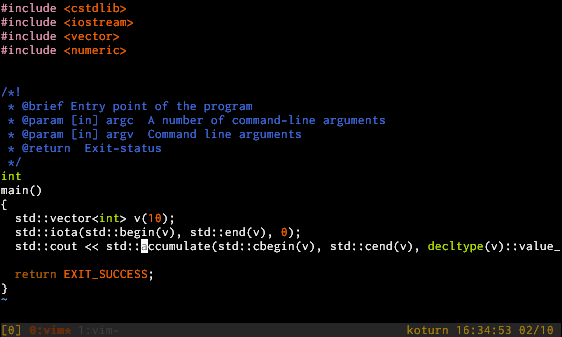 #include <cstdlib>
#include <iostream>
#include <vector>
#include <numeric>
/*!
 * @brief Entry point of the program
 * @param [in] argc  A number of command-line arguments
 * @param [in] argv  Command line arguments
 * @return  Exit-status
 */
int
main()
{
  std::vector<int> v(10);
  std::iota(std::begin(v), std::end(v), 0);
  std::cout << std::accumulate(std::cbegin(v), std::cend(v), decltype(v)::value_
  return EXIT_SUCCESS;
}
~
[0] 0:vim* 1:vim- koturn 16:34:53 02/10